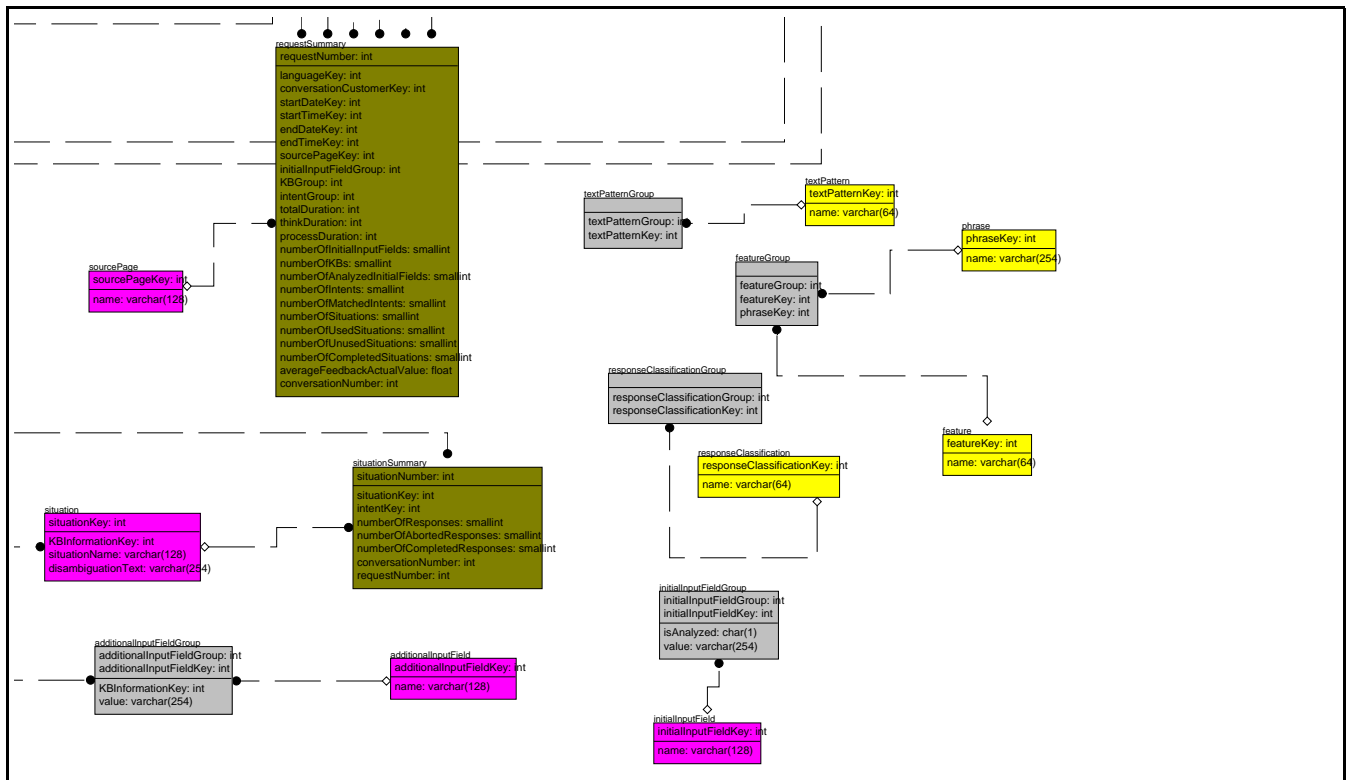 requestSummary
requestNumber: int
languageKey: int
conversationCustomerKey: int
startDateKey: int
startTimeKey: int
endDateKey: int
endTimeKey: int
sourcePageKey: int
initialInputFieldGroup: int
KBGroup: int
intentGroup: int
totalDuration: int
thinkDuration: int
processDuration: int
numberOfInitialInputFields: smallint
numberOfKBs: smallint
numberOfAnalyzedInitialFields: smallint
numberOfIntents: smallint
numberOfMatchedIntents: smallint
numberOfSituations: smallint
numberOfUsedSituations: smallint
numberOfUnusedSituations: smallint
numberOfCompletedSituations: smallint
averageFeedbackActualValue: float
conversationNumber: int
sourcePage
sourcePageKey: int
name: varchar(128)
textPatternGroup
textPatternGroup: int
textPatternKey: int
textPattern
textPatternKey: int
name: varchar(64)
phrase
phraseKey: int
name: varchar(254)
featureGroup
featureGroup: int
featureKey: int
phraseKey: int
responseClassificationGroup
responseClassificationGroup: int
responseClassificationKey: int
feature
featureKey: int
name: varchar(64)
responseClassification
responseClassificationKey: int
name: varchar(64)
situationSummary
situationNumber: int
situationKey: int
intentKey: int
numberOfResponses: smallint
numberOfAbortedResponses: smallint
numberOfCompletedResponses: smallint
conversationNumber: int
requestNumber: int
situation
situationKey: int
KBInformationKey: int
situationName: varchar(128)
disambiguationText: varchar(254)
initialInputFieldGroup
initialInputFieldGroup: int
initialInputFieldKey: int
isAnalyzed: char(1)
value: varchar(254)
additionalInputFieldGroup
additionalInputFieldGroup: int
additionalInputFieldKey: int
KBInformationKey: int
value: varchar(254)
additionalInputField
additionalInputFieldKey: int
name: varchar(128)
initialInputField
initialInputFieldKey: int
name: varchar(128)